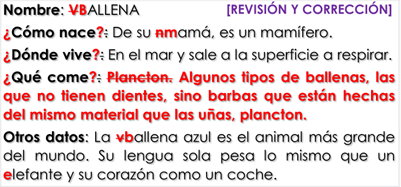 Nombre: VBALLENA [REVISIÓN Y CORRECCIÓN]
¿Cómo nace?: De su nmamá, es un mamífero.
¿Dónde vive?: En el mar y sale a la superficie a respirar.
¿Qué come?: Plancton. Algunos tipos de ballenas, las
que no tienen dientes, sino barbas que están hechas
del mismo material que las uñas, plancton.
Otros datos: La vballena azul es el animal más grande
del mundo. Su lengua sola pesa lo mismo que un
elefante y su corazón como un coche.